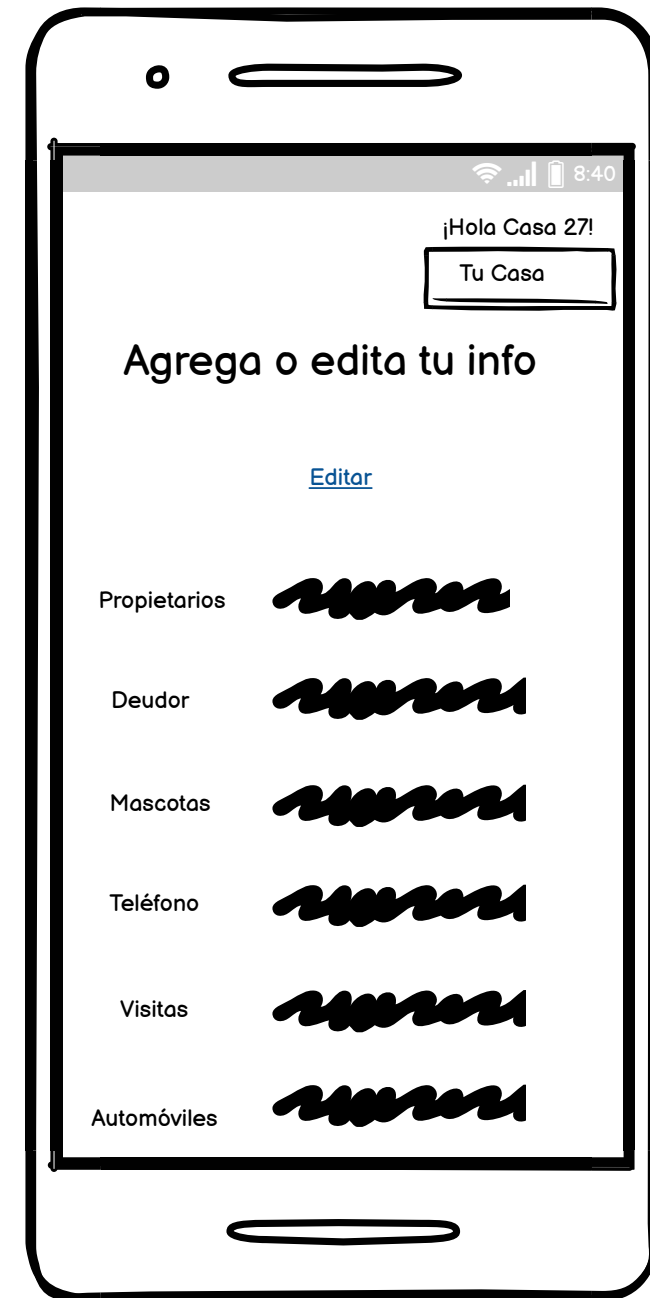 8:40
¡Hola Casa 27!
Tu Casa
Agrega o edita tu info
Editar
Propietarios
Deudor
Mascotas
Teléfono
Visitas
Automóviles